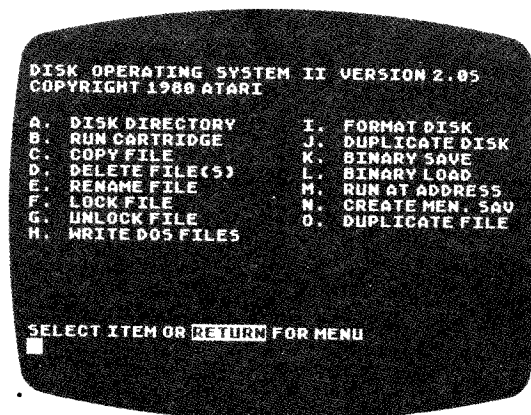 DISK OPERATING SYSTEM II VERSION 2.0S
COPYRIGHT 1980 ATARI
A. DISK DIRECTORY
B. RUN CARTRIDGE
C. COPY FILE
D. DELETE FILE(S)
E. RENAME FILE
F. LOCK FILE
G. UNLOCK FILE
H. WRITE DOS FILES
I. FORMAT DISK
J. DUPLICATE DISK
K. BINARY SAVE
L. BINARY LOAD
M. RUN AT ADDRESS
N. CREATE MEN. SAV
O. DUPLICATE FILE
SELECT ITEM OR RETURN FOR MENU